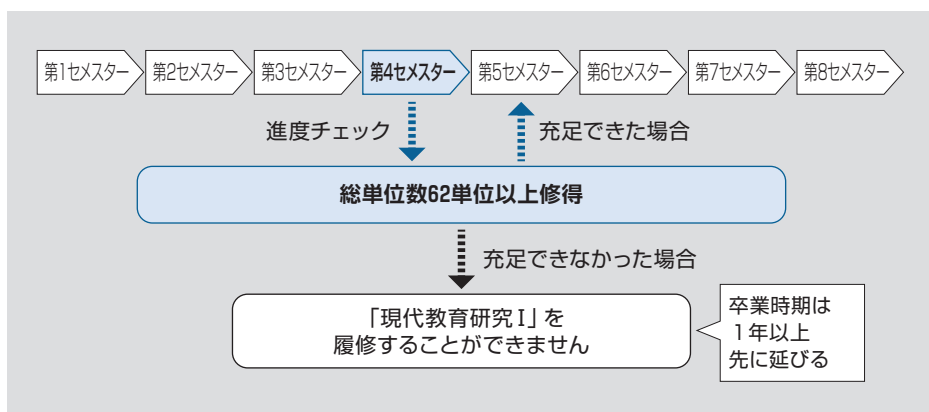 第1セメスター 第2セメスター 第3セメスター 第4セメスター 第5セメスター 第6セメスター 第7セメスター 第8セメスター
進度チェック 充足できた場合
総単位数62単位以上修得
充足できなかった場合
「現代教育研究Ⅰ」を
履修することができません
卒業時期は
1年以上
先に延びる